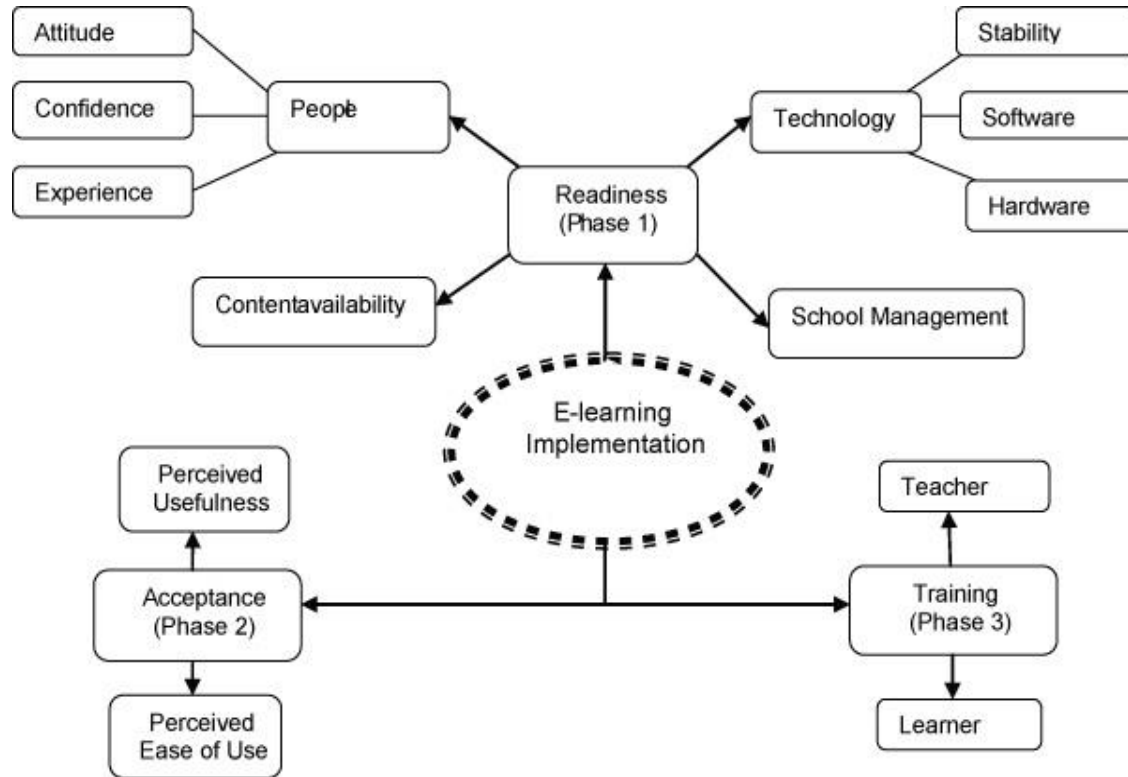 Attitude
Stability
Confidence
People
Technology
Software
Experience
Readiness
(Phase 1)
Hardware
Contentavailability
School Management
E-learning
Implementation
Perceived
Usefulness
Teacher
Acceptance
(Phase 2)
Training
(Phase 3)
Perceived
Ease of Use
Learner